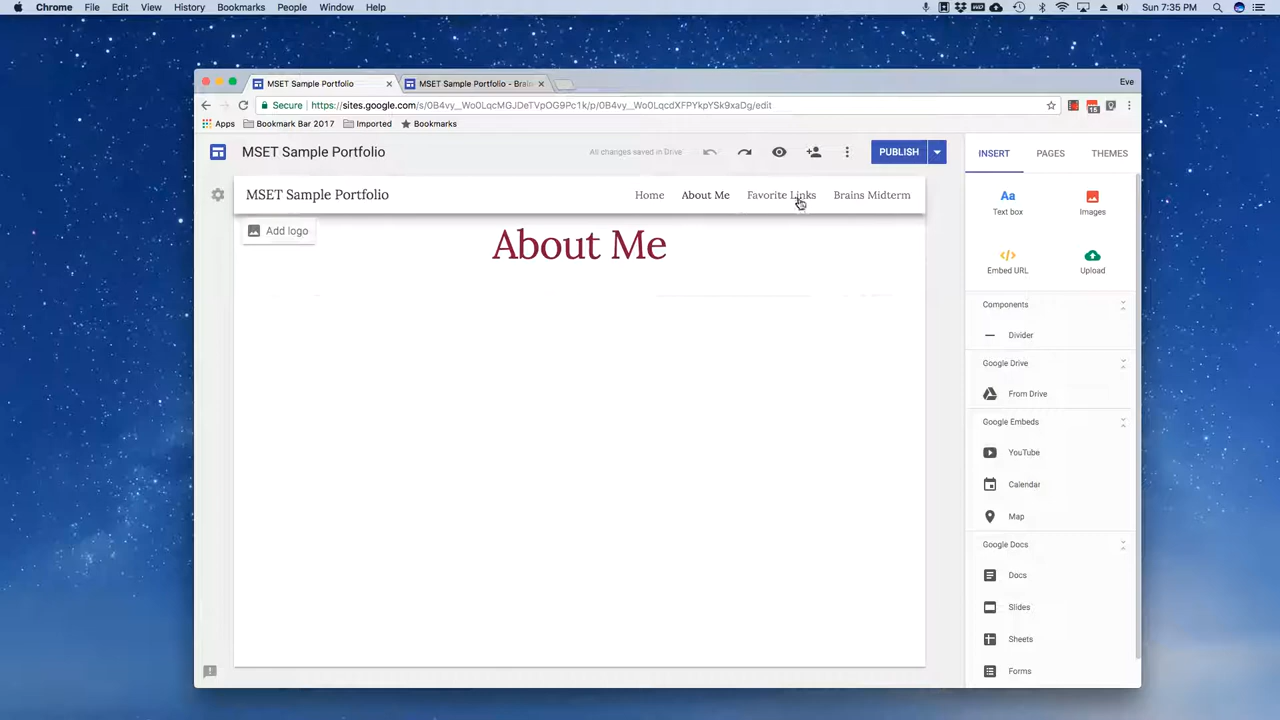 Chrome File Edit View History Bookmarks People Window Help Sun 7:35 PM
MSET Sample Portfolio MSET Sample Portfolio - Brain Eve
Secure https://sites.google.com/s/0B4vy__Wo0LqcMGJDeTVpOG9Pc1k/p/0B4vy__Wo0LqcdXFPYkpYSk9xaDg/edit 15
Apps Bookmark Bar 2017 Imported Bookmarks
MSET Sample Portfolio All changes saved in Drive PUBLISH INSERT PAGES THEMES
MSET Sample Portfolio Home About Me Favorite Links Brains Midterm
Aa
Text box Images
Add logo
About Me
Embed URL Upload
Components
Divider
Google Drive
From Drive
Google Embeds
YouTube
Calendar
Map
Google Docs
Docs
Slides
Sheets
Forms